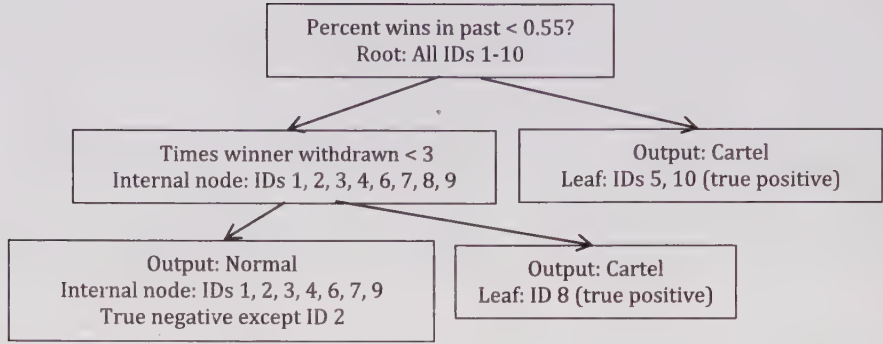 Percent wins in past < 0.55?
Root: All IDs 1-10
Times winner withdrawn < 3
Internal node: IDs 1, 2, 3, 4, 6, 7, 8, 9
Output: Cartel
Leaf: IDs 5, 10 (true positive)
Output: Normal
Internal node: IDs 1, 2, 3, 4, 6, 7, 9
True negative except ID 2
Output: Cartel
Leaf: ID 8 (true positive)